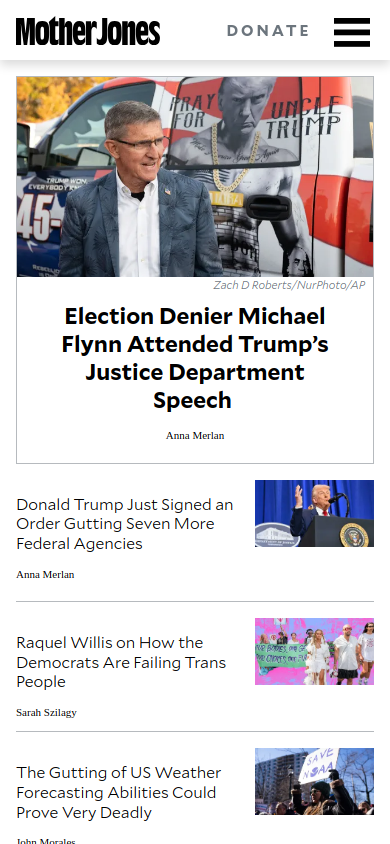 Mother Jones
DONATE
PRAY UNCLE
FOR TRUMP
TRUMP WON
EVERYBODY KNOWS
45
Zach D Roberts/NurPhoto/AP
Election Denier Michael
Flynn Attended Trump’s
Justice Department
Speech
Anna Merlan
Donald Trump Just Signed an
Order Gutting Seven More
Federal Agencies
Anna Merlan
Raquel Willis on How the
Democrats Are Failing Trans
People
Sarah Szilagy
The Gutting of US Weather
Forecasting Abilities Could
Prove Very Deadly
SAVE
NOAA
John Morales